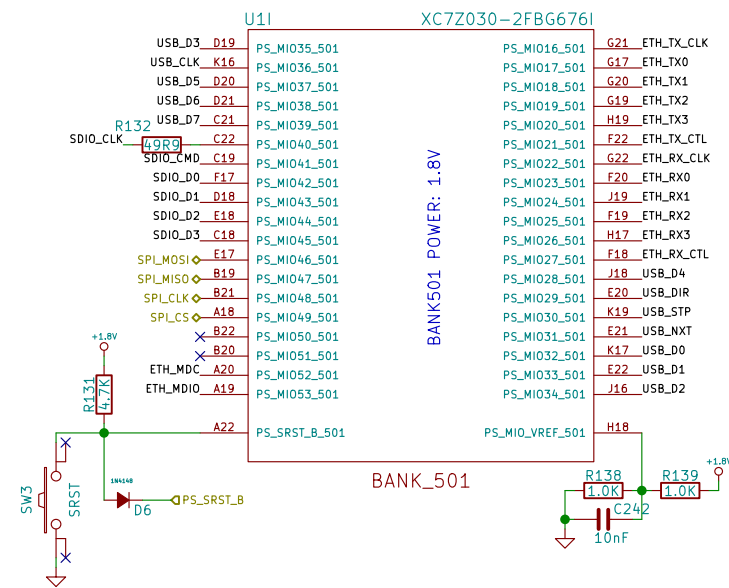 U1I XC7Z030-2FBG676I
USB_D3 D19 PS_MIO35_501 PS_MIO16_501 G21 ETH_TX_CLK
USB_CLK K16 PS_MIO36_501 PS_MIO17_501 G17 ETH_TX0
USB_D5 D20 PS_MIO37_501 PS_MIO18_501 G20 ETH_TX1
USB_D6 D21 PS_MIO38_501 PS_MIO19_501 G19 ETH_TX2
USB_D7 C21 PS_MIO39_501 PS_MIO20_501 H19 ETH_TX3
R132
SDIO_CLK 49R9 C22 PS_MIO40_501 PS_MIO21_501 F22 ETH_TX_CTL
SDIO_CMD C19 PS_MIO41_501 PS_MIO22_501 G22 ETH_RX_CLK
SDIO_D0 F17 PS_MIO42_501 PS_MIO23_501 F20 ETH_RX0
SDIO_D1 D18 PS_MIO43_501 PS_MIO24_501 J19 ETH_RX1
SDIO_D2 E18 PS_MIO44_501 PS_MIO25_501 F19 ETH_RX2
SDIO_D3 C18 PS_MIO45_501 PS_MIO26_501 H17 ETH_RX3
SPI_MOSI E17 PS_MIO46_501 PS_MIO27_501 F18 ETH_RX_CTL
SPI_MISO B19 PS_MIO47_501 PS_MIO28_501 J18 USB_D4
SPI_CLK B21 PS_MIO48_501 PS_MIO29_501 E20 USB_DIR
SPI_CS A18 PS_MIO49_501 PS_MIO30_501 K19 USB_STP
B22 PS_MIO50_501 PS_MIO31_501 E21 USB_NXT
B20 PS_MIO51_501 PS_MIO32_501 K17 USB_D0
ETH_MDC A20 PS_MIO52_501 PS_MIO33_501 E22 USB_D1
ETH_MDIO A19 PS_MIO53_501 PS_MIO34_501 J16 USB_D2
A22 PS_SRST_B_501 PS_MIO_VREF_501 H18
BANK501 POWER: 1.8V
BANK_501
+1.8V
R131
4.7K
SW3
SRST
1N4148
D6
PS_SRST_B
R138
1.0K
R139
1.0K
+1.8V
C242
10nF